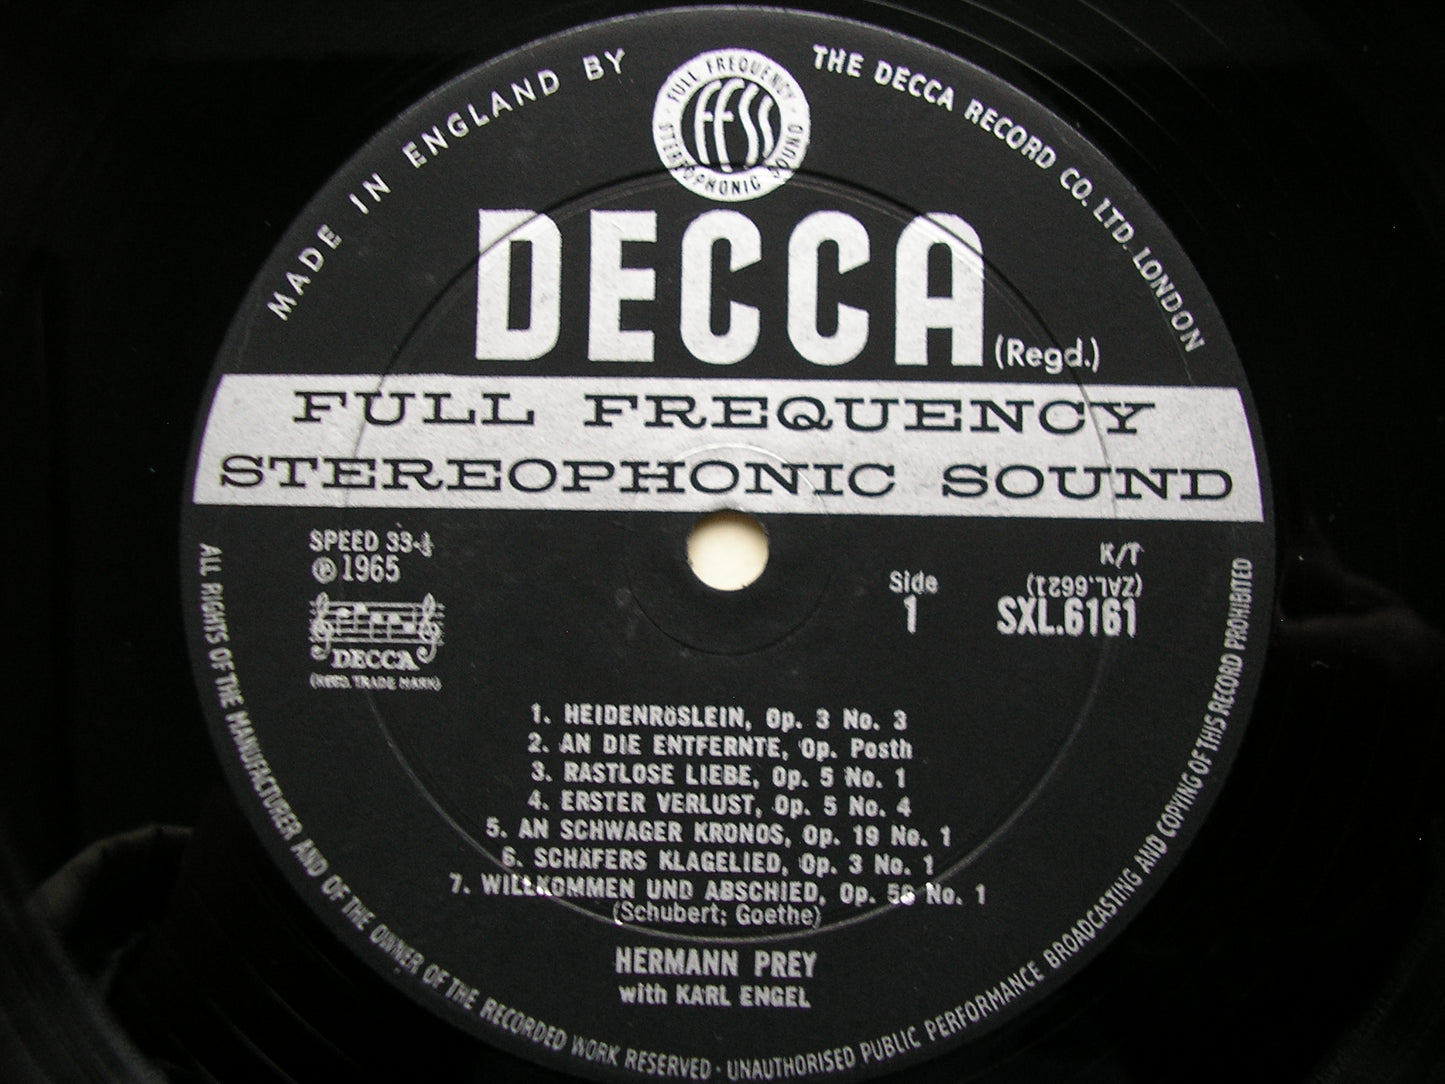 MADE IN ENGLAND BY
THE DECCA RECORD CO. LTD. LONDON
· FULL FREQUENCY ·
FFSS
STEREOPHONIC SOUND
DECCA
(Regd.)
FULL FREQUENCY
STEREOPHONIC SOUND
SPEED 33-⅓
℗ 1965
DECCA
(REGD. TRADE MARK)
Side
1
K/T
(ZAL.6621)
SXL.6161
1. HEIDENRöSLEIN, Op. 3 No. 3
2. AN DIE ENTFERNTE, Op. Posth
3. RASTLOSE LIEBE, Op. 5 No. 1
4. ERSTER VERLUST, Op. 5 No. 4
5. AN SCHWAGER KRONOS, Op. 19 No. 1
6. SCHÄFERS KLAGELIED, Op. 3 No. 1
7. WILLKOMMEN UND ABSCHIED, Op. 56 No. 1
(Schubert; Goethe)
HERMANN PREY
with KARL ENGEL
ALL RIGHTS OF THE MANUFACTURER AND OF THE OWNER OF THE RECORDED WORK RESERVED · UNAUTHORISED PUBLIC PERFORMANCE BROADCASTING AND COPYING OF THIS RECORD PROHIBITED